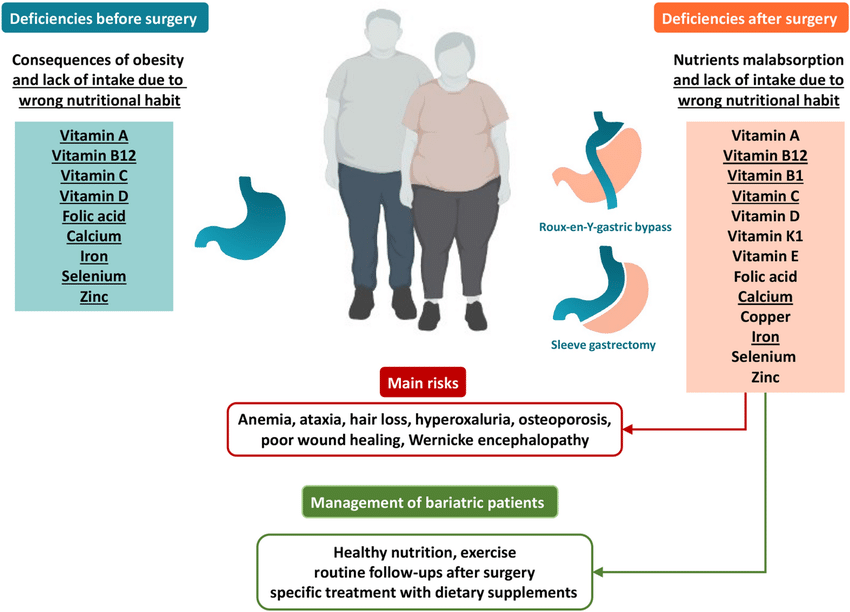 Deficiencies before surgery
Consequences of obesity
and lack of intake due to
wrong nutritional habit
Vitamin A
Vitamin B12
Vitamin C
Vitamin D
Folic acid
Calcium
Iron
Selenium
Zinc
Roux-en-Y-gastric bypass
Sleeve gastrectomy
Deficiencies after surgery
Nutrients malabsorption
and lack of intake due to
wrong nutritional habit
Vitamin A
Vitamin B12
Vitamin B1
Vitamin C
Vitamin D
Vitamin K1
Vitamin E
Folic acid
Calcium
Copper
Iron
Selenium
Zinc
Main risks
Anemia, ataxia, hair loss, hyperoxaluria, osteoporosis,
poor wound healing, Wernicke encephalopathy
Management of bariatric patients
Healthy nutrition, exercise
routine follow-ups after surgery
specific treatment with dietary supplements